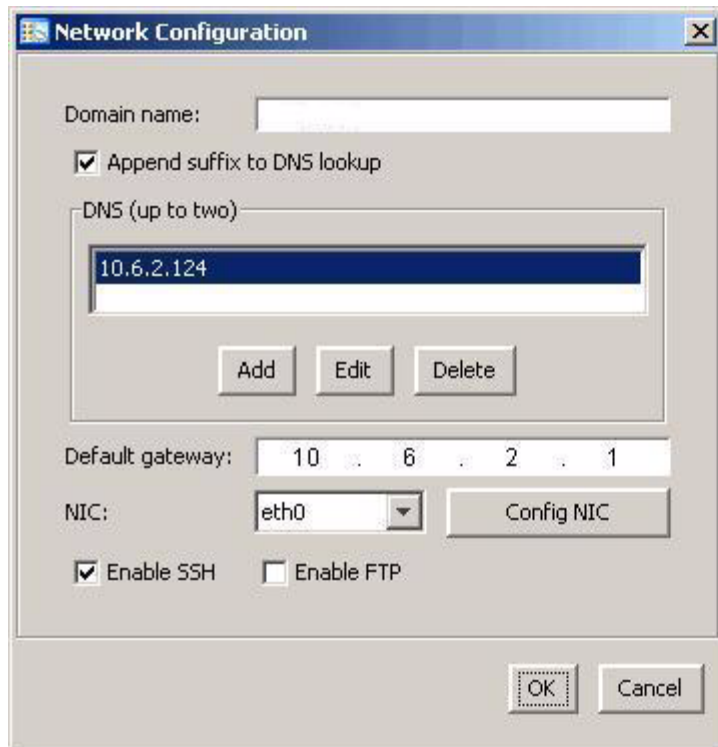 Network Configuration
Domain name:
Append suffix to DNS lookup
DNS (up to two)
10.6.2.124
Add Edit Delete
Default gateway: 10 . 6 . 2 . 1
NIC: eth0 Config NIC
Enable SSH Enable FTP
OK Cancel